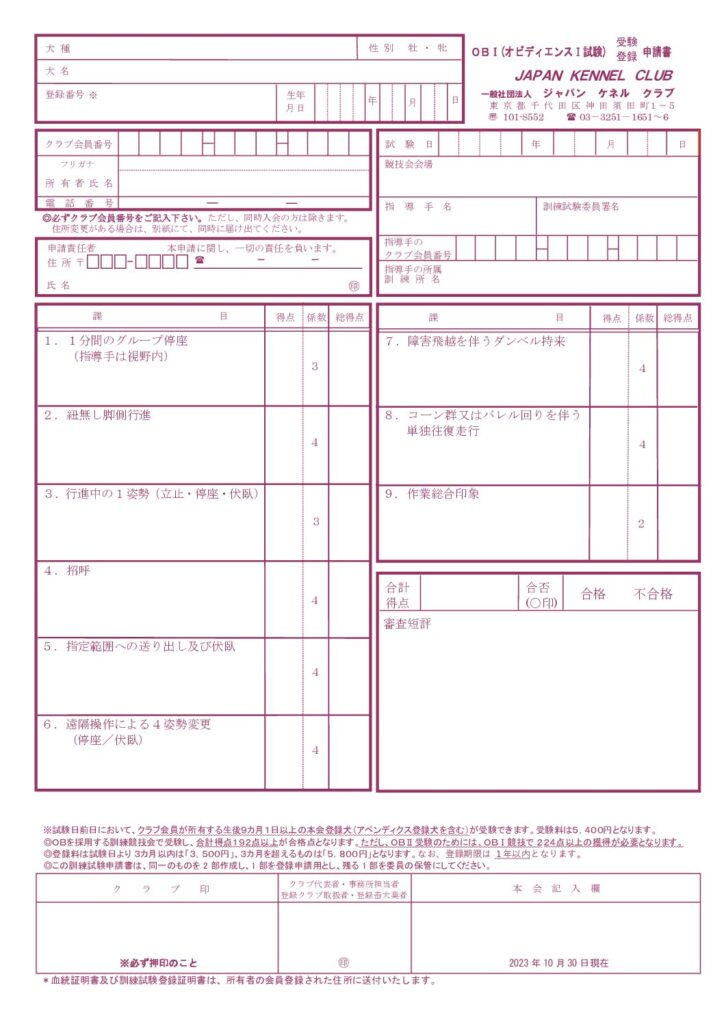 犬種
性別 牡・牝
犬名
登録番号 ※
生年月日 年 月 日
OBⅠ(オビディエンスⅠ試験) 受験 登録 申請書
JAPAN KENNEL CLUB
一般社団法人 ジャパン ケネル クラブ
東京都千代田区神田須田町1-5
〠 101-8552 ☎ 03-3251-1651~6
クラブ会員番号
フリガナ
所有者氏名
電話番号 ― ―
◎必ずクラブ会員番号をご記入下さい。ただし、同時入会の方は除きます。
住所変更がある場合は、別紙にて、同時に届け出てください。
申請責任者 本申請に関し、一切の責任を負います。
住所〒□□□-□□□□ ☎ - -
氏名 ㊞
試験日 年 月 日
競技会会場
指導手名
訓練試験委員署名
指導手の
クラブ会員番号
指導手の所属
訓練所名
課目 得点 係数 総得点
1.1分間のグループ停座
(指導手は視野内)
3
2.紐無し脚側行進
4
3.行進中の1姿勢(立止・停座・伏臥)
3
4.招呼
4
5.指定範囲への送り出し及び伏臥
4
6.遠隔操作による4姿勢変更
(停座/伏臥)
4
課目 得点 係数 総得点
7.障害飛越を伴うダンベル持来
4
8.コーン群又はバレル回りを伴う
単独往復走行
4
9.作業総合印象
2
合計
得点
合否
(○印)
合格 不合格
審査短評
※試験日前日において、クラブ会員が所有する生後9カ月1日以上の本会登録犬(アペンディクス登録犬を含む)が受験できます。受験料は5.400円となります。
◎OBを採用する訓練競技会で受験し、合計得点192点以上が合格点となります。ただし、OBⅡ受験のためには、OBⅠ競技で224点以上の獲得が必要となります。
◎登録料は試験日より3カ月以内は「3,500円」、3カ月を超えるものは「5,800円」となります。なお、登録期限は 1年以内となります。
◎この訓練試験申請書は、同一のものを2部作成し、1部を登録申請用とし、残る1部を委員の保管にしてください。
クラブ印
クラブ代表者・事務所担当者
登録クラブ取扱者・登録畜犬業者
本会記入欄
※必ず押印のこと
㊞
2023年10月30日現在
*血統証明書及び訓練試験登録証明書は、所有者の会員登録された住所に送付いたします。